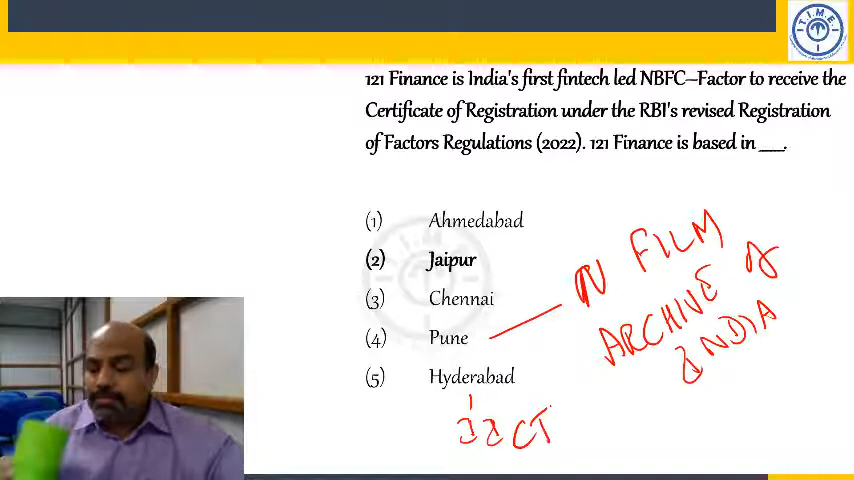 T.I.M.E.
121 Finance is India's first fintech led NBFC–Factor to receive the
Certificate of Registration under the RBI's revised Registration
of Factors Regulations (2022). 121 Finance is based in ___.
(1) Ahmedabad
(2) Jaipur
(3) Chennai
(4) Pune
(5) Hyderabad
N FILM
ARCHIVE
INDIA